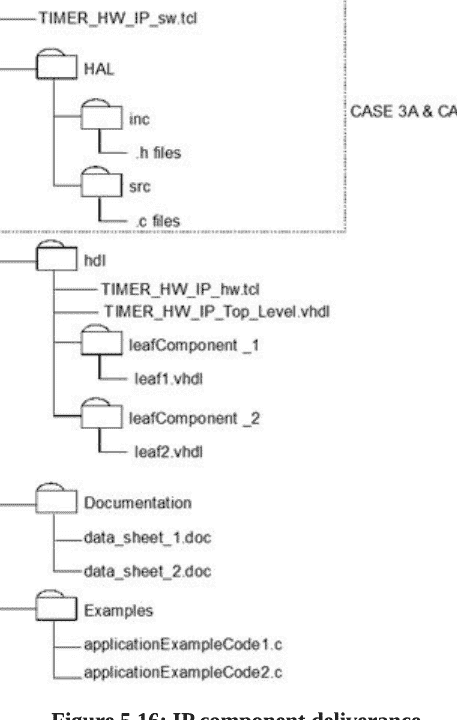 TIMER_HW_IP_sw.tcl
HAL
CASE 3A & CA
inc
.h files
src
.c files
hdl
TIMER_HW_IP_hw.tcl
TIMER_HW_IP_Top_Level.vhdl
leafComponent _1
leaf1.vhdl
leafComponent _2
leaf2.vhdl
Documentation
data_sheet_1.doc
data_sheet_2.doc
Examples
applicationExampleCode1.c
applicationExampleCode2.c
Figure 5.16: IP component deliverance